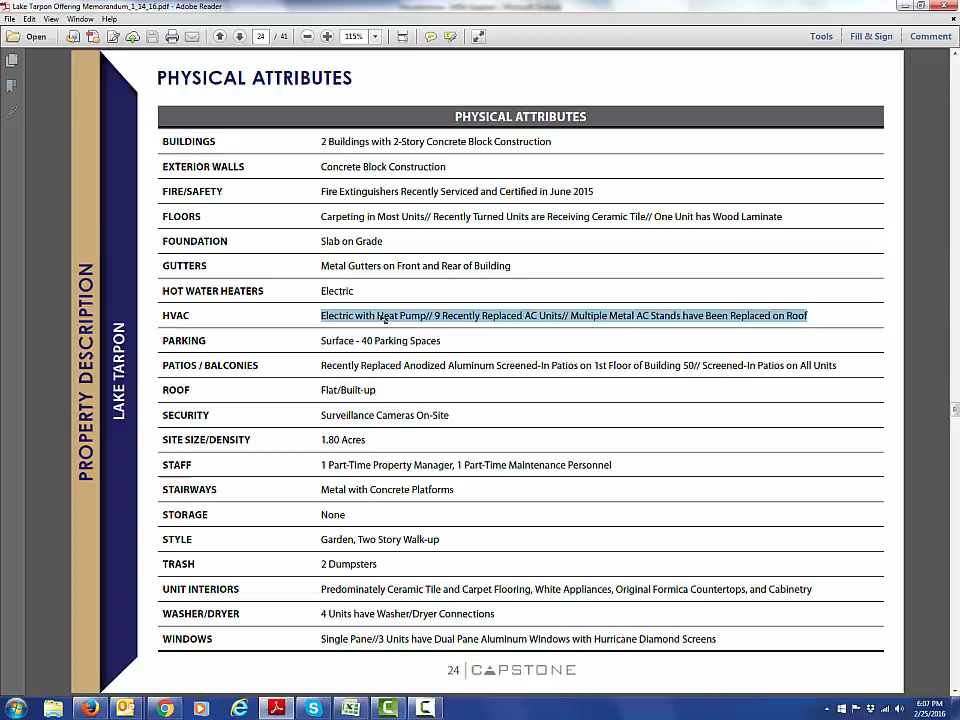 Lake Tarpon Offering Memorandum_1_14_16.pdf - Adobe Reader
File Edit View Window Help
Open 24 / 41 115% Tools Fill & Sign Comment
PHYSICAL ATTRIBUTES
PHYSICAL ATTRIBUTES
BUILDINGS 2 Buildings with 2-Story Concrete Block Construction
EXTERIOR WALLS Concrete Block Construction
FIRE/SAFETY Fire Extinguishers Recently Serviced and Certified in June 2015
FLOORS Carpeting in Most Units// Recently Turned Units are Receiving Ceramic Tile// One Unit has Wood Laminate
FOUNDATION Slab on Grade
GUTTERS Metal Gutters on Front and Rear of Building
HOT WATER HEATERS Electric
HVAC Electric with Heat Pump// 9 Recently Replaced AC Units// Multiple Metal AC Stands have Been Replaced on Roof
PARKING Surface - 40 Parking Spaces
PATIOS / BALCONIES Recently Replaced Anodized Aluminum Screened-In Patios on 1st Floor of Building 50// Screened-In Patios on All Units
ROOF Flat/Built-up
SECURITY Surveillance Cameras On-Site
SITE SIZE/DENSITY 1.80 Acres
STAFF 1 Part-Time Property Manager, 1 Part-Time Maintenance Personnel
STAIRWAYS Metal with Concrete Platforms
STORAGE None
STYLE Garden, Two Story Walk-up
TRASH 2 Dumpsters
UNIT INTERIORS Predominately Ceramic Tile and Carpet Flooring, White Appliances, Original Formica Countertops, and Cabinetry
WASHER/DRYER 4 Units have Washer/Dryer Connections
WINDOWS Single Pane//3 Units have Dual Pane Aluminum Windows with Hurricane Diamond Screens
PROPERTY DESCRIPTION
LAKE TARPON
24 | CAPSTONE
6:07 PM
2/25/2016